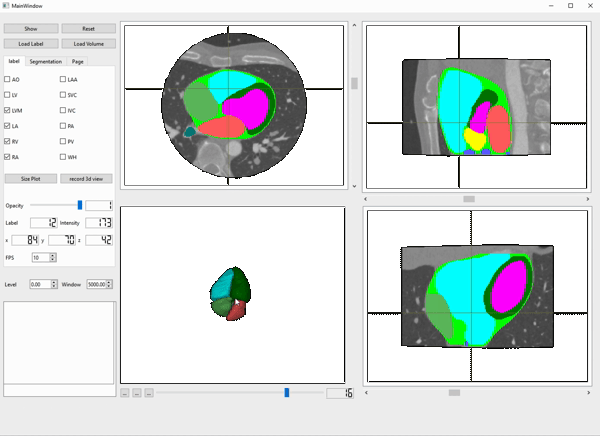 MainWindow
Show Reset
Load Label Load Volume
label Segmentation Page
AO LAA
LV SVC
LVM IVC
LA PA
RV PV
RA WH
Size Plot record 3d view
Opacity 1
Label 12 Intensity 173
x 84 y 70 z 42
FPS 10
Level 0.00 Window 5000.00
... ... ... 16